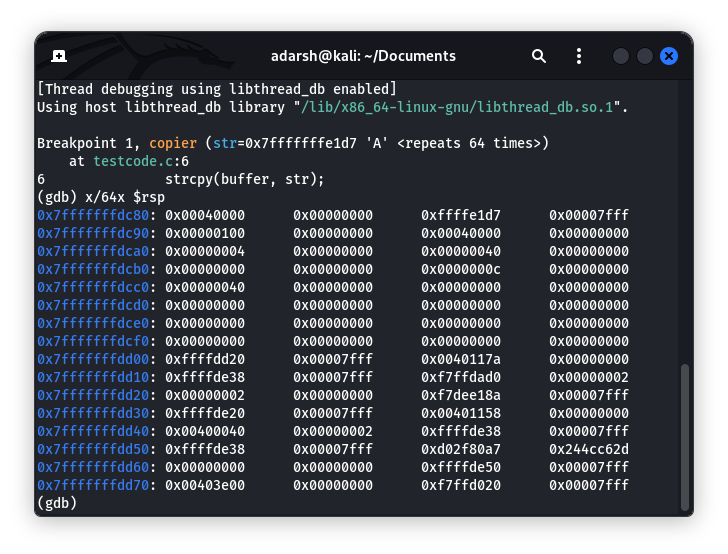 adarsh@kali: ~/Documents
[Thread debugging using libthread_db enabled]
Using host libthread_db library "/lib/x86_64-linux-gnu/libthread_db.so.1".
Breakpoint 1, copier (str=0x7fffffffe1d7 'A' <repeats 64 times>)
    at testcode.c:6
6               strcpy(buffer, str);
(gdb) x/64x $rsp
0x7fffffffdc80: 0x00040000      0x00000000      0xffffe1d7      0x00007fff
0x7fffffffdc90: 0x00000100      0x00000000      0x00040000      0x00000000
0x7fffffffdca0: 0x00000004      0x00000000      0x00000040      0x00000000
0x7fffffffdcb0: 0x00000000      0x00000000      0x0000000c      0x00000000
0x7fffffffdcc0: 0x00000040      0x00000000      0x00000000      0x00000000
0x7fffffffdcd0: 0x00000000      0x00000000      0x00000000      0x00000000
0x7fffffffdce0: 0x00000000      0x00000000      0x00000000      0x00000000
0x7fffffffdcf0: 0x00000000      0x00000000      0x00000000      0x00000000
0x7fffffffdd00: 0xffffdd20      0x00007fff      0x0040117a      0x00000000
0x7fffffffdd10: 0xffffde38      0x00007fff      0xf7ffdad0      0x00000002
0x7fffffffdd20: 0x00000002      0x00000000      0xf7dee18a      0x00007fff
0x7fffffffdd30: 0xffffde20      0x00007fff      0x00401158      0x00000000
0x7fffffffdd40: 0x00400040      0x00000002      0xffffde38      0x00007fff
0x7fffffffdd50: 0xffffde38      0x00007fff      0xd02f80a7      0x244cc62d
0x7fffffffdd60: 0x00000000      0x00000000      0xffffde50      0x00007fff
0x7fffffffdd70: 0x00403e00      0x00000000      0xf7ffd020      0x00007fff
(gdb)